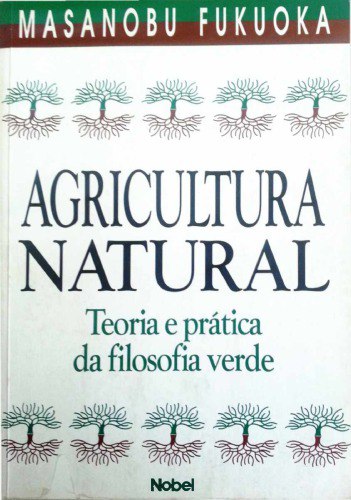 MASANOBU FUKUOKA
AGRICULTURA
NATURAL
Teoria e prática
da filosofia verde
Nobel